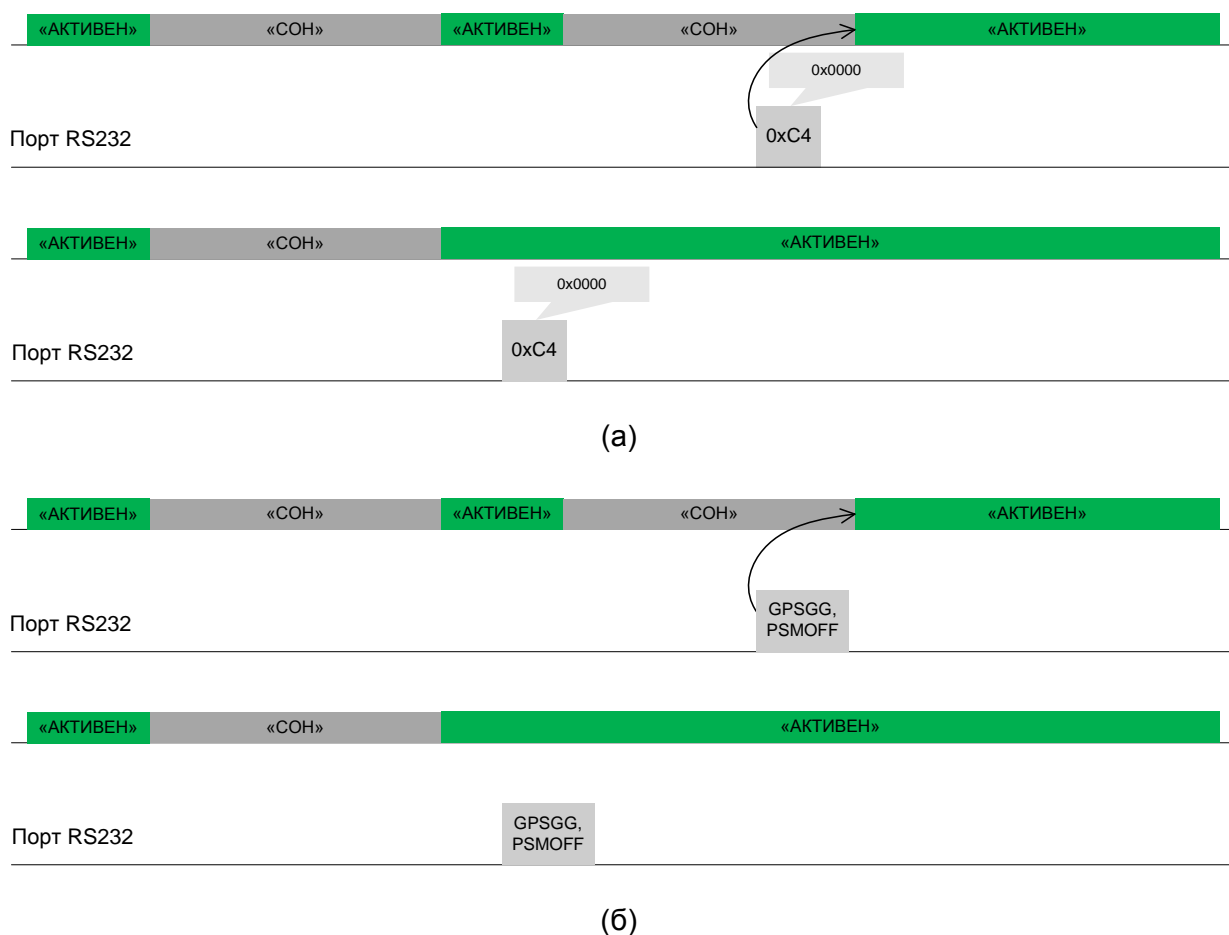 «АКТИВЕН» «СОН» «АКТИВЕН» «СОН» «АКТИВЕН»
0x0000
Порт RS232 0xC4
«АКТИВЕН» «СОН» «АКТИВЕН»
0x0000
Порт RS232 0xC4
(а)
«АКТИВЕН» «СОН» «АКТИВЕН» «СОН» «АКТИВЕН»
Порт RS232
GPSGG,
PSMOFF
«АКТИВЕН» «СОН» «АКТИВЕН»
Порт RS232
GPSGG,
PSMOFF
(б)